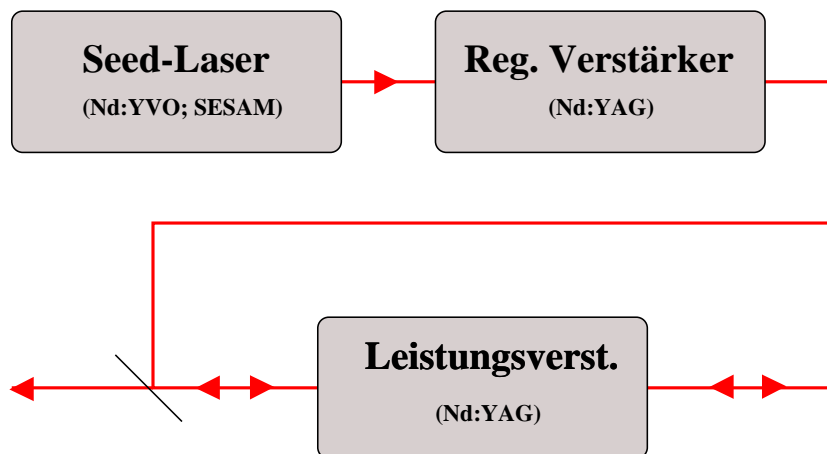 Seed-Laser
(Nd:YVO; SESAM)
Reg. Verstärker
(Nd:YAG)
Leistungsverst.
(Nd:YAG)